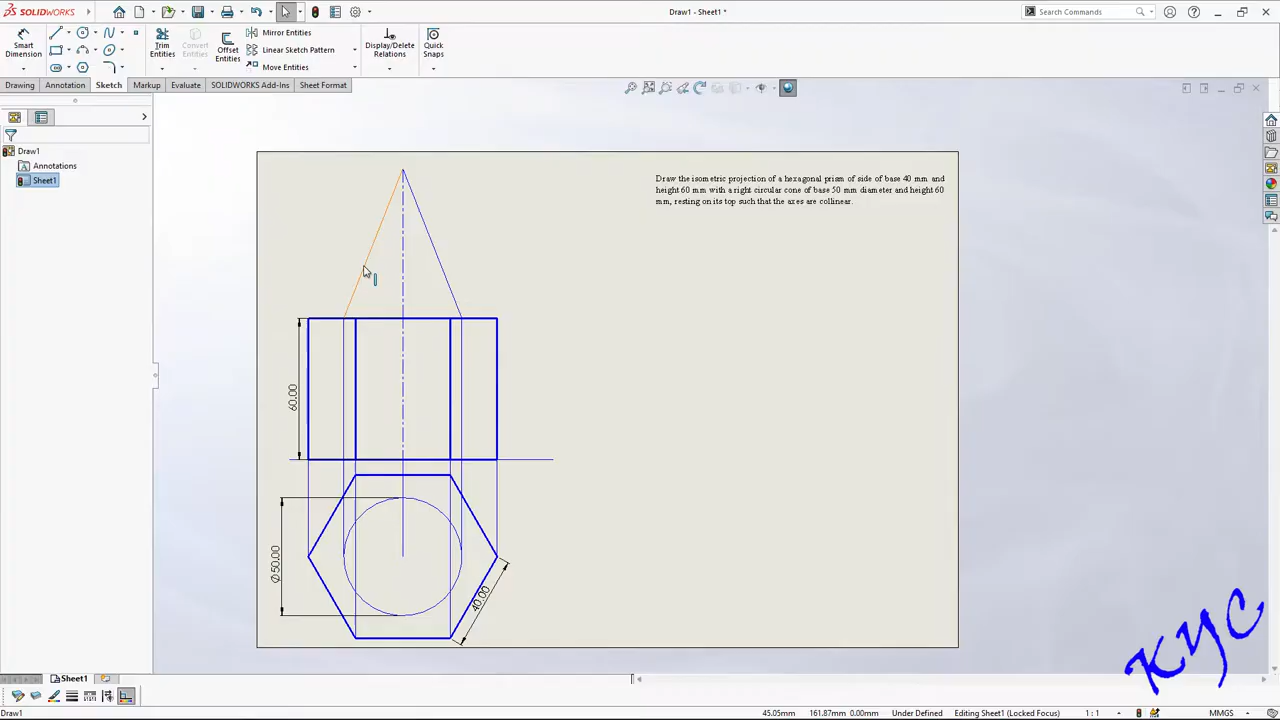 SOLIDWORKS
Draw1 - Sheet1 *
Search Commands
Smart Dimension
Trim Entities
Convert Entities
Offset Entities
Mirror Entities
Linear Sketch Pattern
Move Entities
Display/Delete Relations
Quick Snaps
Drawing
Annotation
Sketch
Markup
Evaluate
SOLIDWORKS Add-Ins
Sheet Format
Draw1
Annotations
Sheet1
Draw the isometric projection of a hexagonal prism of side of base 40 mm and
height 60 mm with a right circular cone of base 50 mm diameter and height 60
mm, resting on its top such that the axes are collinear.
60.00
Ø50.00
40.00
KYC
Sheet1
Draw1
45.05mm
161.87mm 0.00mm
Under Defined
Editing Sheet1 (Locked Focus)
1 : 1
MMGS